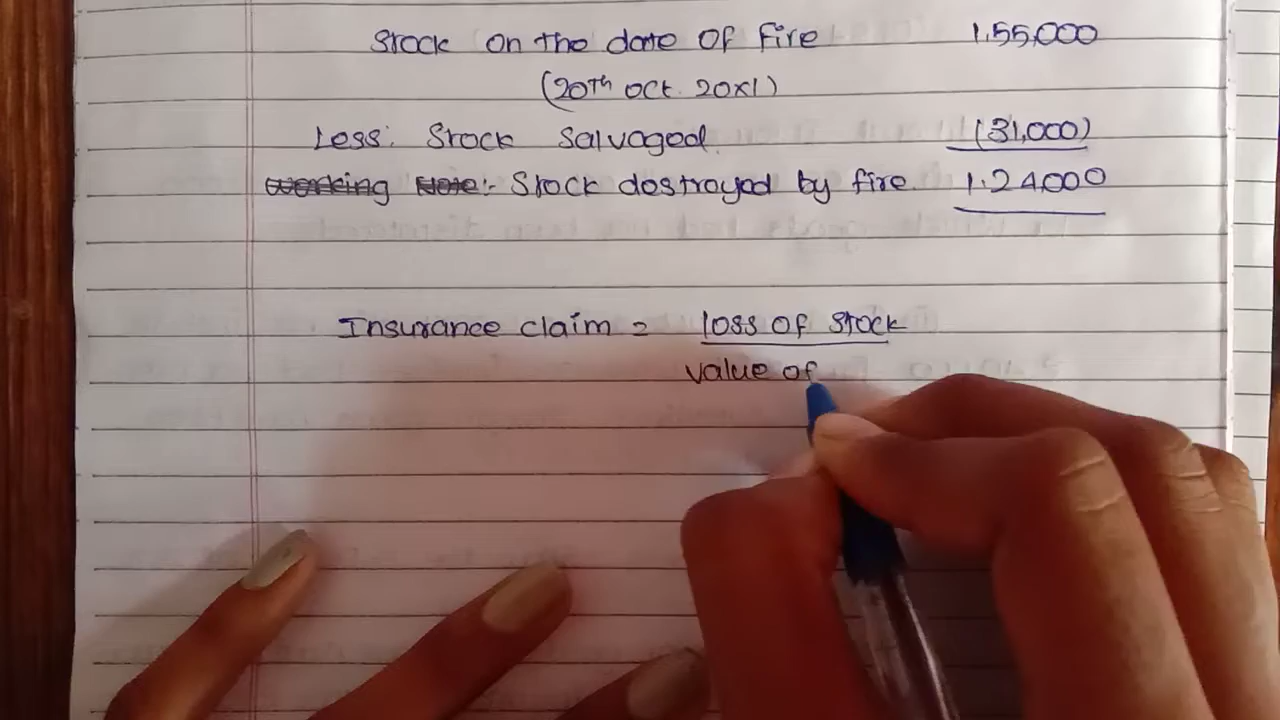 Stock on the date of fire 1,55,000
(20th Oct. 20x1)
Less: Stock Salvaged (31,000)
working Note:- Stock destroyed by fire 1,24,000
Insurance claim = loss of stock
value of